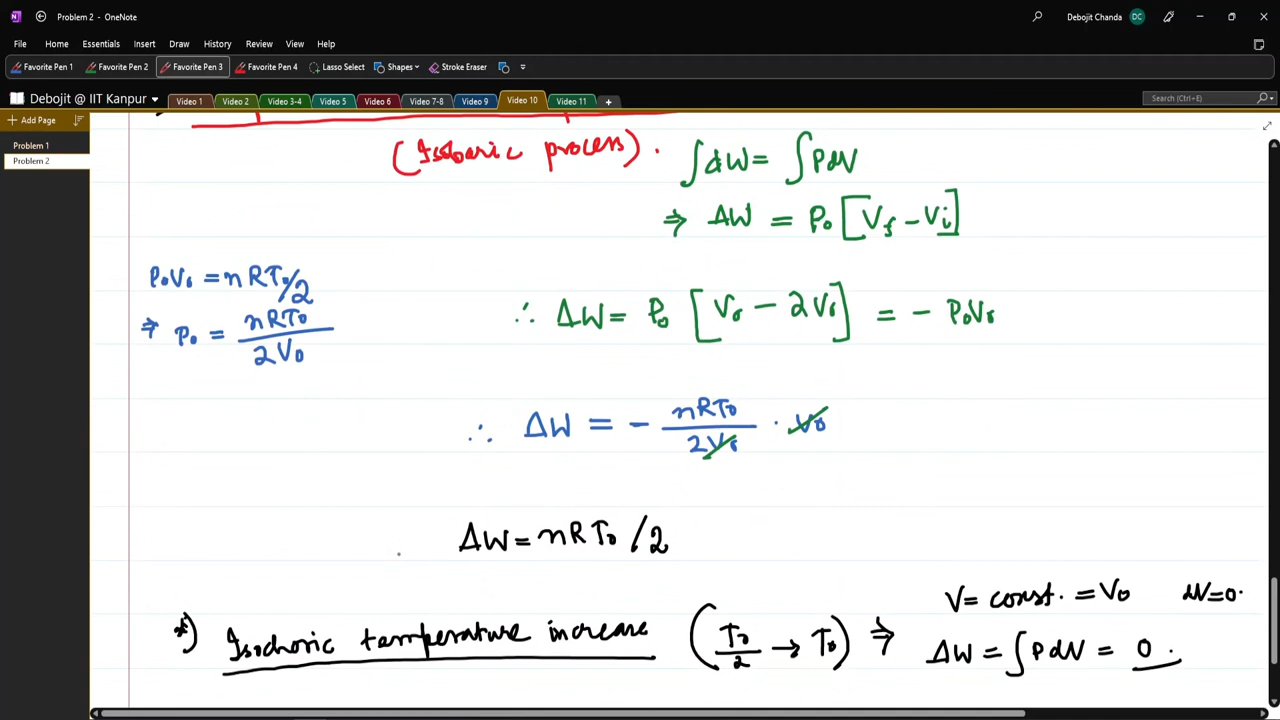 Problem 2 - OneNote
Debojit Chanda DC
File Home Essentials Insert Draw History Review View Help
Favorite Pen 1 Favorite Pen 2 Favorite Pen 3 Favorite Pen 4 Lasso Select Shapes Stroke Eraser
Debojit @ IIT Kanpur Video 1 Video 2 Video 3-4 Video 5 Video 6 Video 7-8 Video 9 Video 10 Video 11 + Search (Ctrl+E)
+ Add Page
Problem 1
Problem 2
(Isobaric process).
∫dW = ∫PdV
⇒ ΔW = P₀ [V_f - V_i]
P₀V₀ = nRT₀/2
⇒ P₀ = nRT₀ / 2V₀
∴ ΔW = P₀ [V₀ - 2V₀] = - P₀V₀
∴ ΔW = - nRT₀ / 2V₀ · V₀
ΔW = nRT₀/2
*) Isochoric temperature increase (T₀/2 → T₀) ⇒
V = const. = V₀ dV=0.
ΔW = ∫PdV = 0.